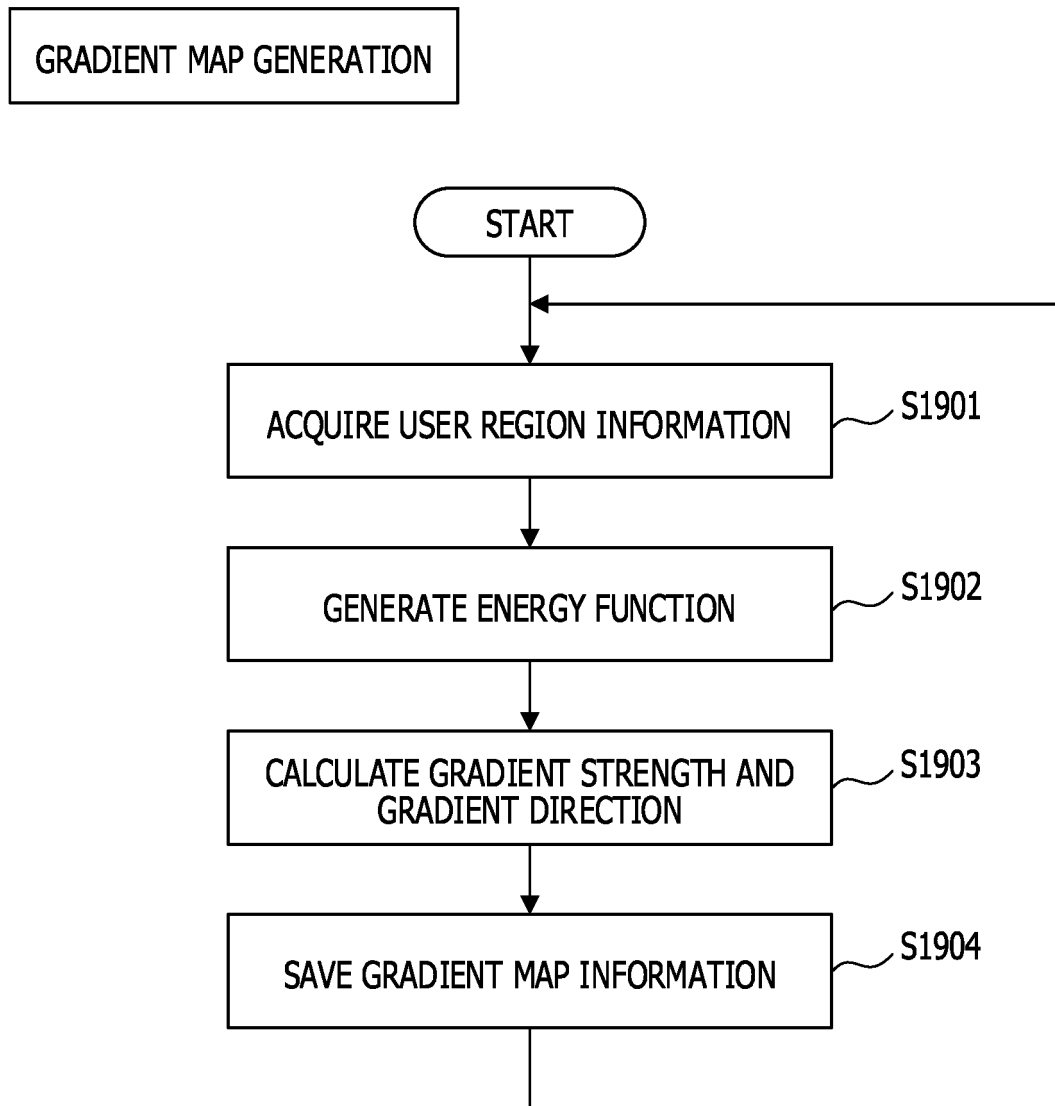 GRADIENT MAP GENERATION
START
ACQUIRE USER REGION INFORMATION
S1901
GENERATE ENERGY FUNCTION
S1902
CALCULATE GRADIENT STRENGTH AND
GRADIENT DIRECTION
S1903
SAVE GRADIENT MAP INFORMATION
S1904